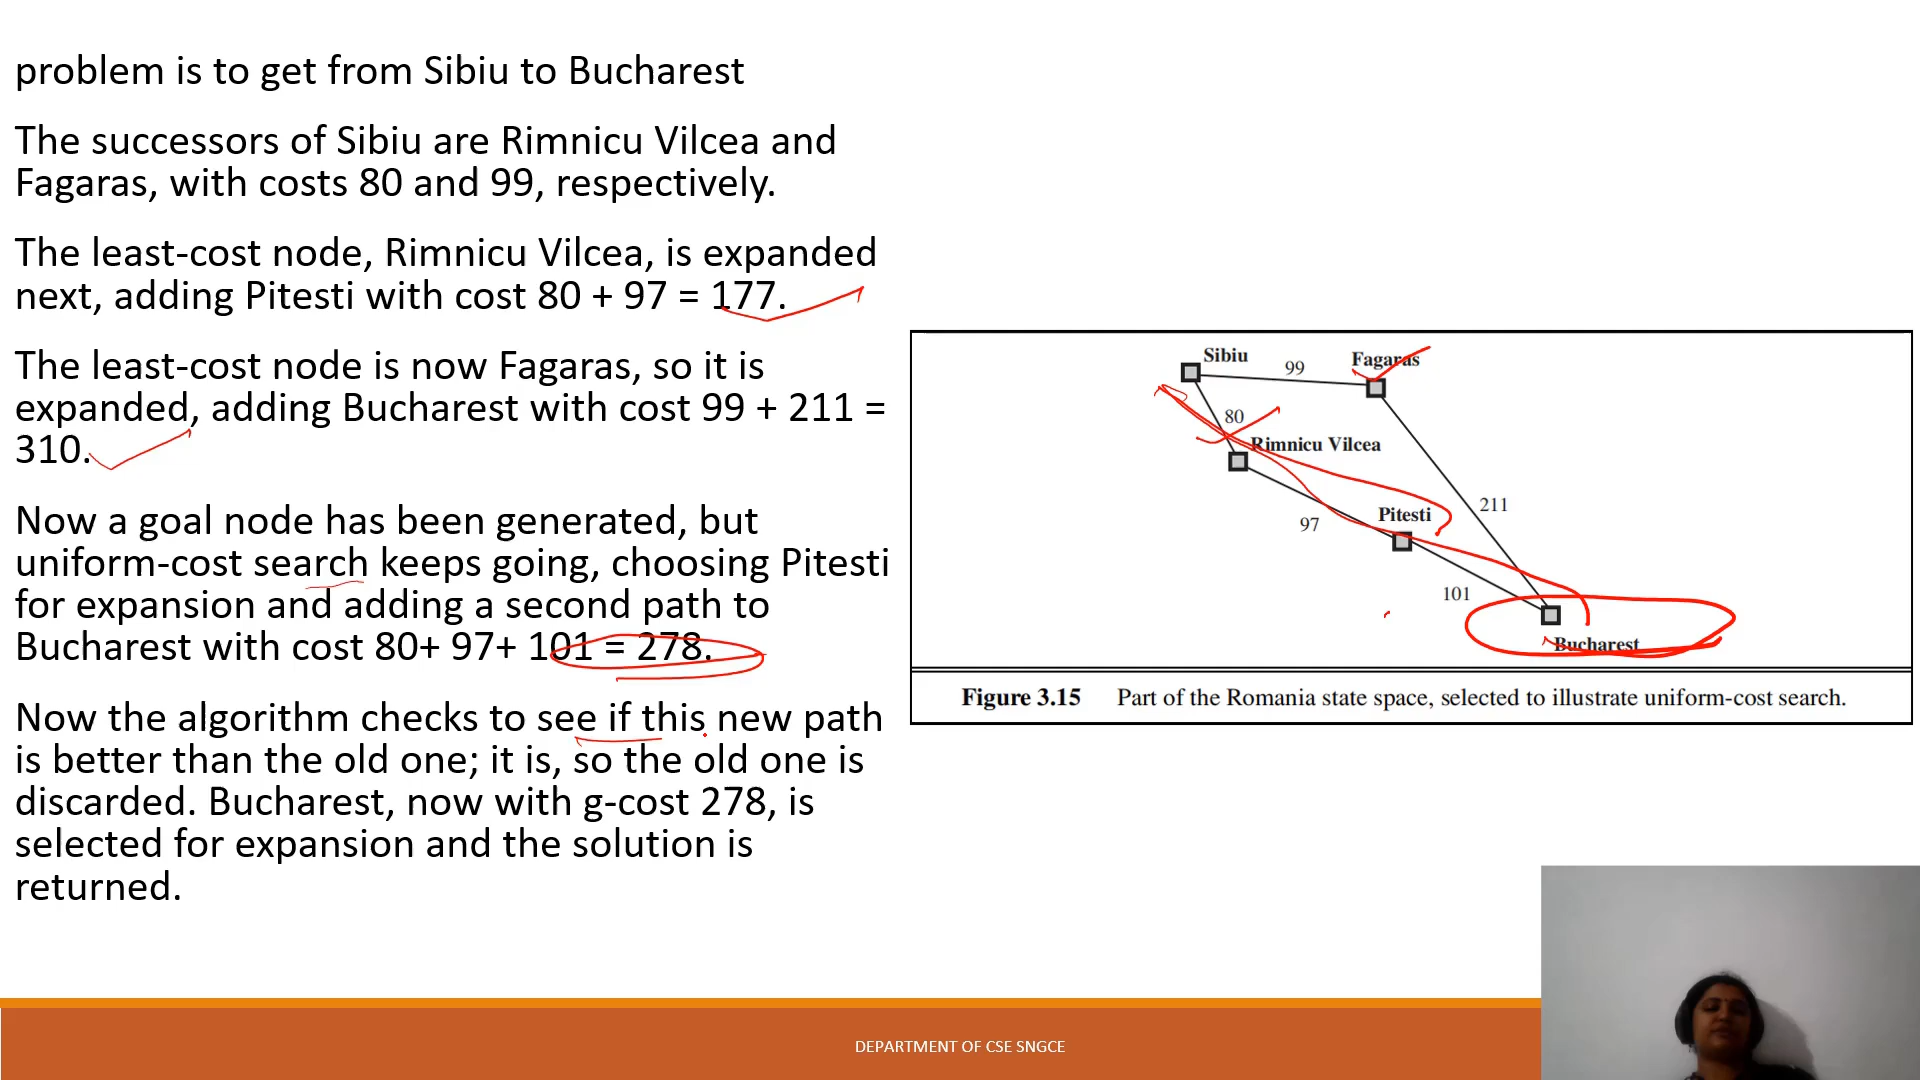 problem is to get from Sibiu to Bucharest
The successors of Sibiu are Rimnicu Vilcea and
Fagaras, with costs 80 and 99, respectively.
The least-cost node, Rimnicu Vilcea, is expanded
next, adding Pitesti with cost 80 + 97 = 177.
The least-cost node is now Fagaras, so it is
expanded, adding Bucharest with cost 99 + 211 =
310.
Now a goal node has been generated, but
uniform-cost search keeps going, choosing Pitesti
for expansion and adding a second path to
Bucharest with cost 80+ 97+ 101 = 278.
Now the algorithm checks to see if this new path
is better than the old one; it is, so the old one is
discarded. Bucharest, now with g-cost 278, is
selected for expansion and the solution is
returned.
Sibiu
99
Fagaras
80
Rimnicu Vilcea
211
97
Pitesti
101
Bucharest
Figure 3.15 Part of the Romania state space, selected to illustrate uniform-cost search.
DEPARTMENT OF CSE SNGCE